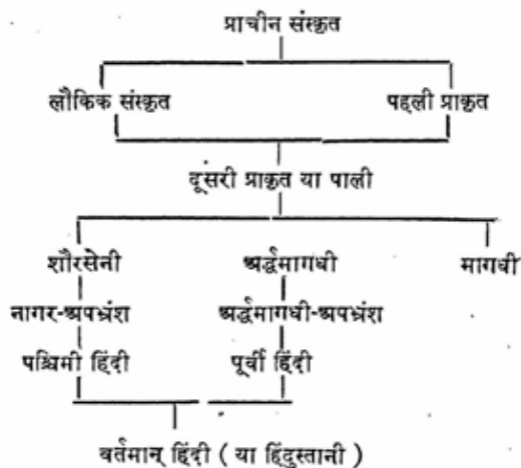 प्राचीन संस्कृत
लौकिक संस्कृत पहली प्राकृत
दूसरी प्राकृत या पाली
शौरसेनी अर्द्धमागधी मागधी
नागर-अपभ्रंश अर्द्धमागधी-अपभ्रंश
पश्चिमी हिंदी पूर्वी हिंदी
वर्तमान् हिंदी ( या हिंदुस्तानी )